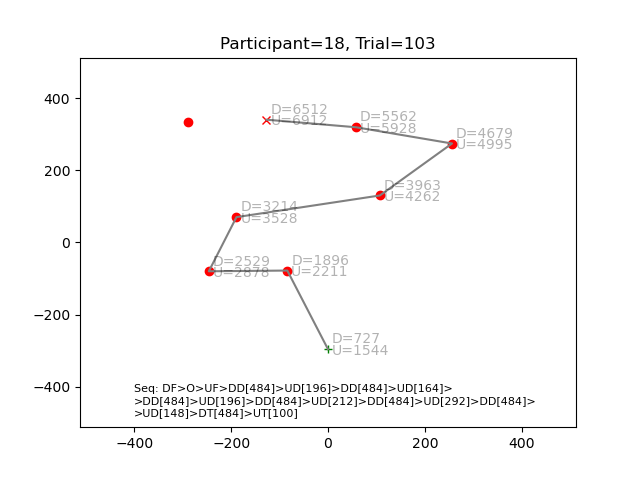 Participant=18, Trial=103
400
200
0
−200
−400
D=6512
U=6912
D=5562
U=5928
D=4679
U=4995
D=3963
U=4262
D=3214
U=3528
D=2529
U=2878
D=1896
U=2211
D=727
U=1544
Seq: DF>O>UF>DD[484]>UD[196]>DD[484]>UD[164]>
>DD[484]>UD[196]>DD[484]>UD[212]>DD[484]>UD[292]>DD[484]>
>UD[148]>DT[484]>UT[100]
−400 −200 0 200 400